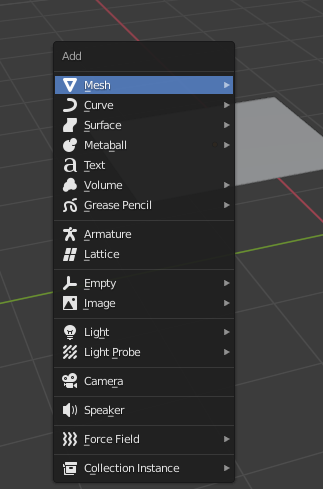 Add
Mesh
Curve
Surface
Metaball
Text
Volume
Grease Pencil
Armature
Lattice
Empty
Image
Light
Light Probe
Camera
Speaker
Force Field
Collection Instance